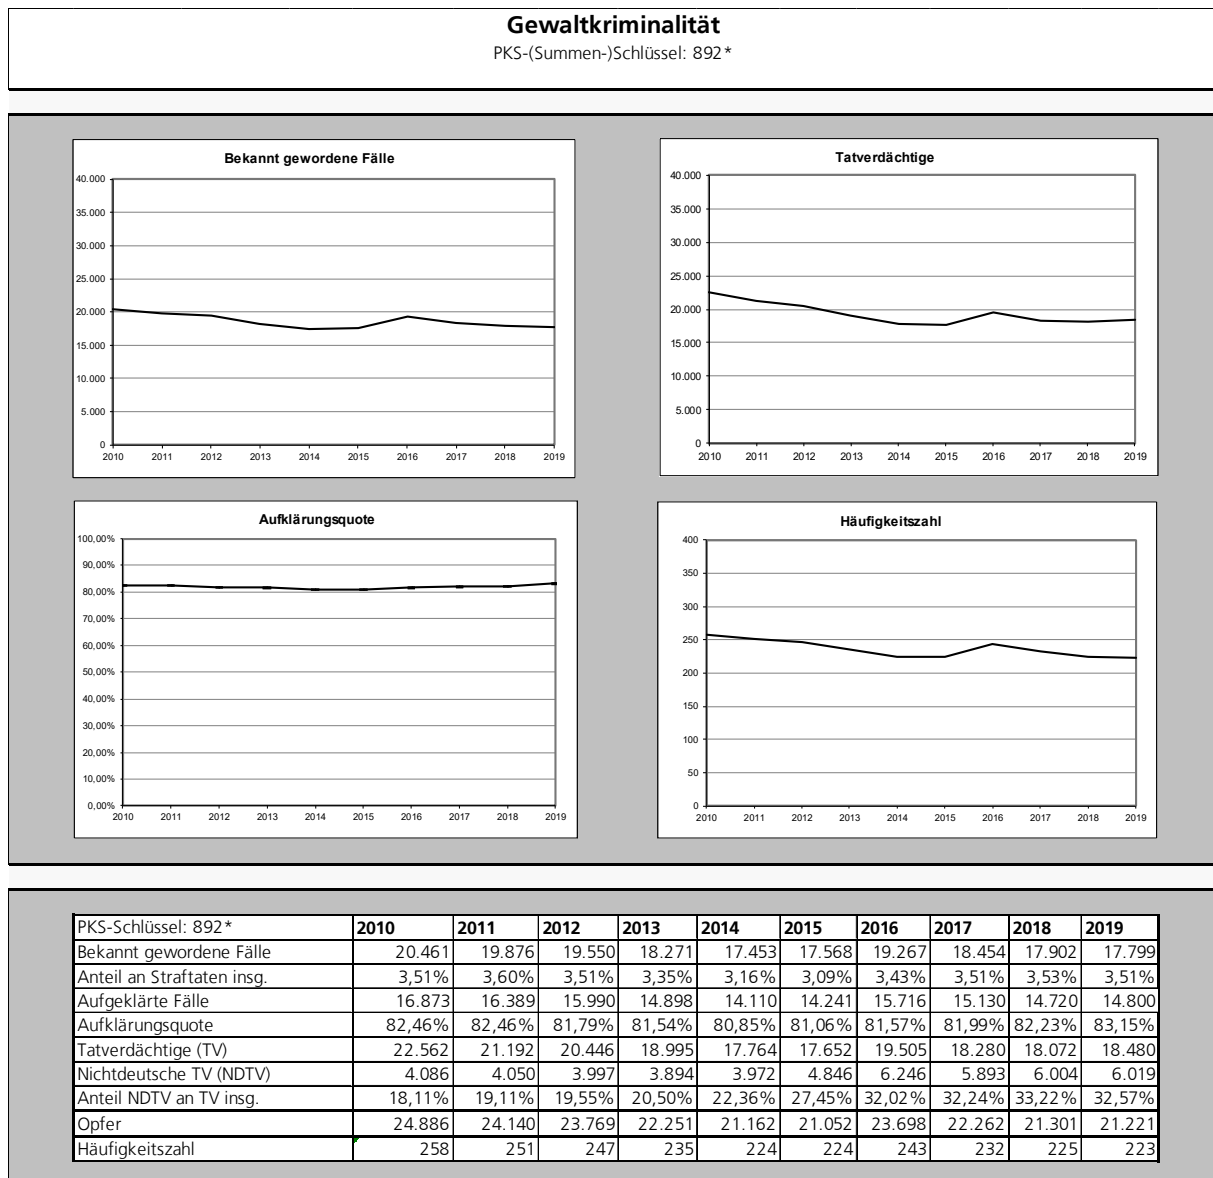 Gewaltkriminalität
PKS-(Summen-)Schlüssel: 892*
Bekannt gewordene Fälle
40.000
35.000
30.000
25.000
20.000
15.000
10.000
5.000
0
2010 2011 2012 2013 2014 2015 2016 2017 2018 2019
Tatverdächtige
40.000
35.000
30.000
25.000
20.000
15.000
10.000
5.000
0
2010 2011 2012 2013 2014 2015 2016 2017 2018 2019
Aufklärungsquote
100,00%
90,00%
80,00%
70,00%
60,00%
50,00%
40,00%
30,00%
20,00%
10,00%
0,00%
2010 2011 2012 2013 2014 2015 2016 2017 2018 2019
Häufigkeitszahl
400
350
300
250
200
150
100
50
0
2010 2011 2012 2013 2014 2015 2016 2017 2018 2019
PKS-Schlüssel: 892* 2010 2011 2012 2013 2014 2015 2016 2017 2018 2019
Bekannt gewordene Fälle 20.461 19.876 19.550 18.271 17.453 17.568 19.267 18.454 17.902 17.799
Anteil an Straftaten insg. 3,51% 3,60% 3,51% 3,35% 3,16% 3,09% 3,43% 3,51% 3,53% 3,51%
Aufgeklärte Fälle 16.873 16.389 15.990 14.898 14.110 14.241 15.716 15.130 14.720 14.800
Aufklärungsquote 82,46% 82,46% 81,79% 81,54% 80,85% 81,06% 81,57% 81,99% 82,23% 83,15%
Tatverdächtige (TV) 22.562 21.192 20.446 18.995 17.764 17.652 19.505 18.280 18.072 18.480
Nichtdeutsche TV (NDTV) 4.086 4.050 3.997 3.894 3.972 4.846 6.246 5.893 6.004 6.019
Anteil NDTV an TV insg. 18,11% 19,11% 19,55% 20,50% 22,36% 27,45% 32,02% 32,24% 33,22% 32,57%
Opfer 24.886 24.140 23.769 22.251 21.162 21.052 23.698 22.262 21.301 21.221
Häufigkeitszahl 258 251 247 235 224 224 243 232 225 223